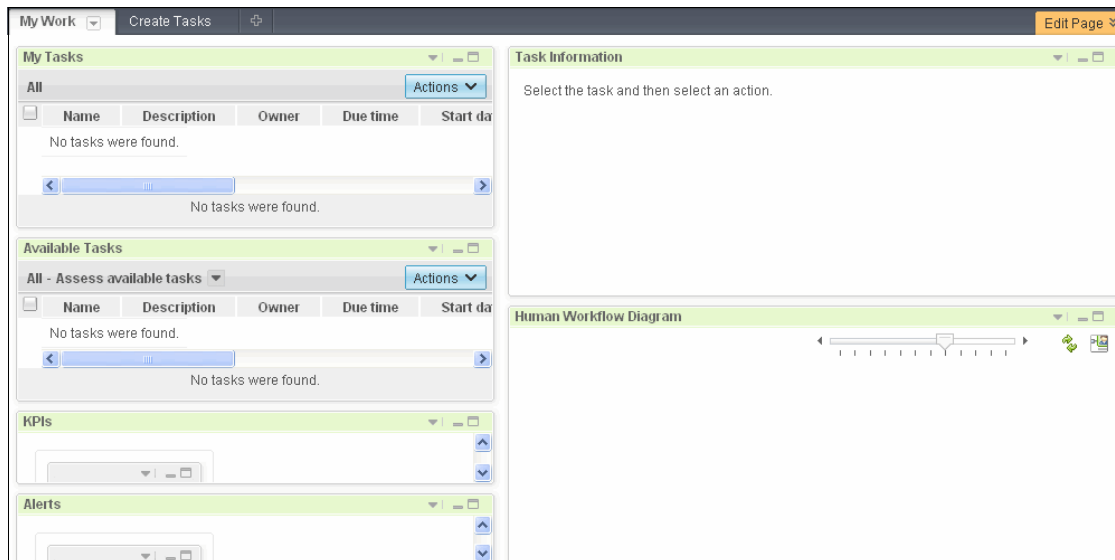 My Work Create Tasks Edit Page
My Tasks
All Actions
Name Description Owner Due time Start da
No tasks were found.
No tasks were found.
Available Tasks
All - Assess available tasks Actions
Name Description Owner Due time Start da
No tasks were found.
No tasks were found.
KPIs
Alerts
Task Information
Select the task and then select an action.
Human Workflow Diagram